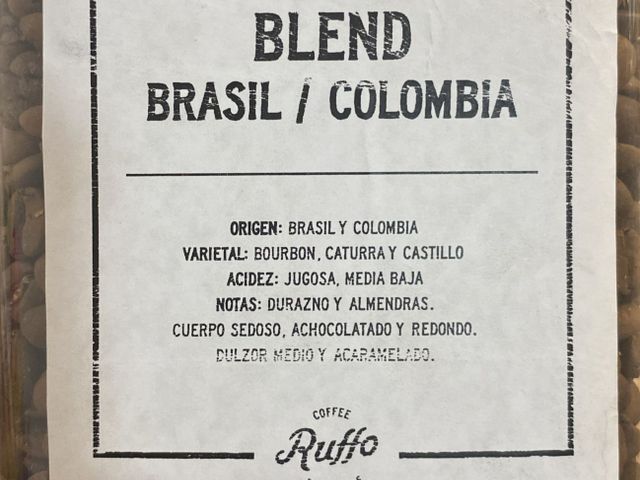 BLEND
BRASIL / COLOMBIA
ORIGEN: BRASIL Y COLOMBIA
VARIETAL: BOURBON, CATURRA Y CASTILLO
ACIDEZ: JUGOSA, MEDIA BAJA
NOTAS: DURAZNO Y ALMENDRAS.
CUERPO SEDOSO, ACHOCOLATADO Y REDONDO.
DULZOR MEDIO Y ACARAMELADO.
COFFEE
Ruffo